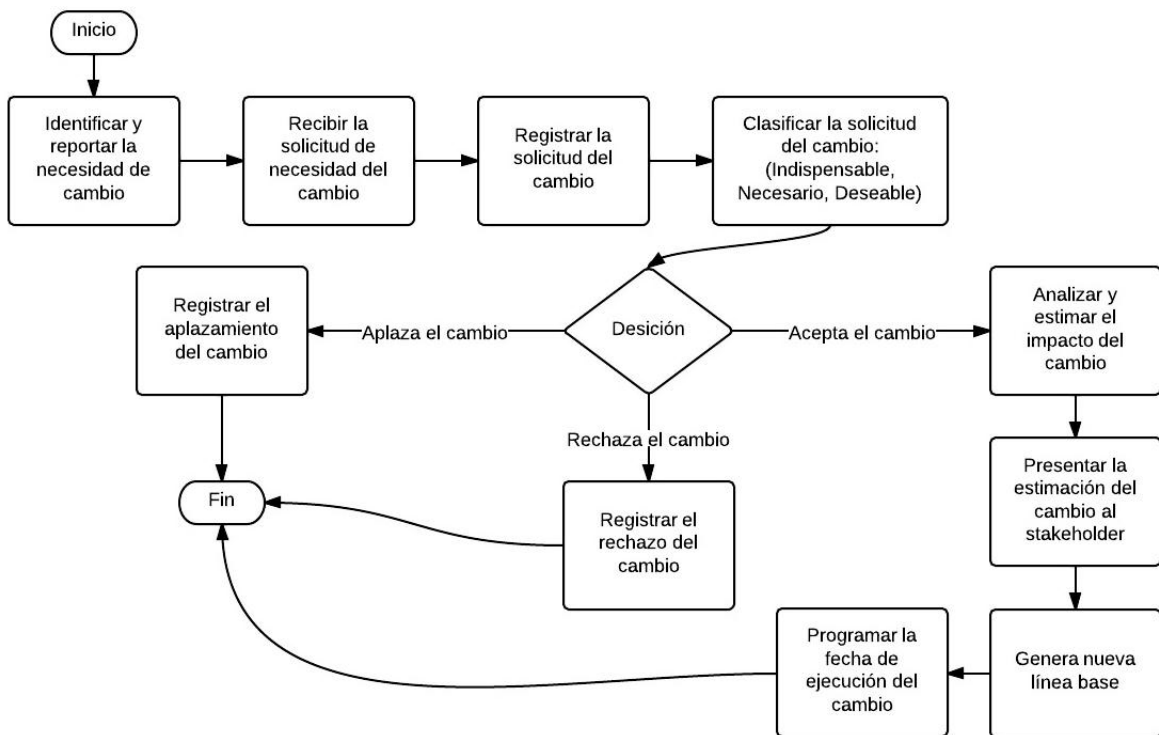 Inicio
Identificar y
reportar la
necesidad de
cambio
Recibir la
solicitud de
necesidad del
cambio
Registrar la
solicitud del
cambio
Clasificar la solicitud
del cambio:
(Indispensable,
Necesario, Deseable)
Registrar el
aplazamiento
del cambio
Aplaza el cambio
Desición
Acepta el cambio
Analizar y
estimar el
impacto del
cambio
Rechaza el cambio
Presentar la
estimación del
cambio al
stakeholder
Fin
Registrar el
rechazo del
cambio
Programar la
fecha de
ejecución del
cambio
Genera nueva
línea base